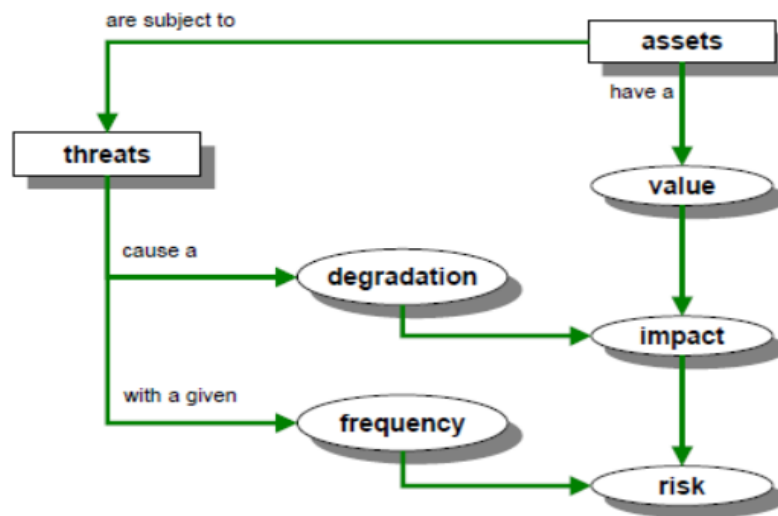 are subject to
assets
have a
threats
value
cause a
degradation
impact
with a given
frequency
risk